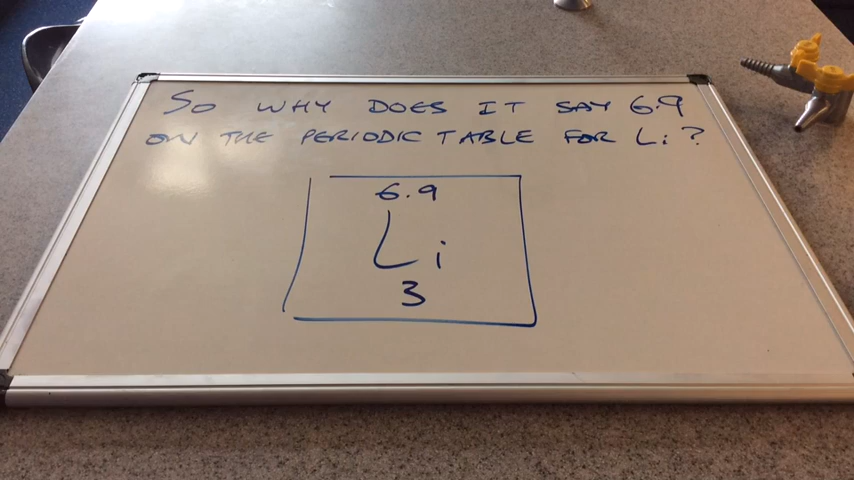 SO WHY DOES IT SAY 6.9
ON THE PERIODIC TABLE FOR Li?
6.9
Li
3